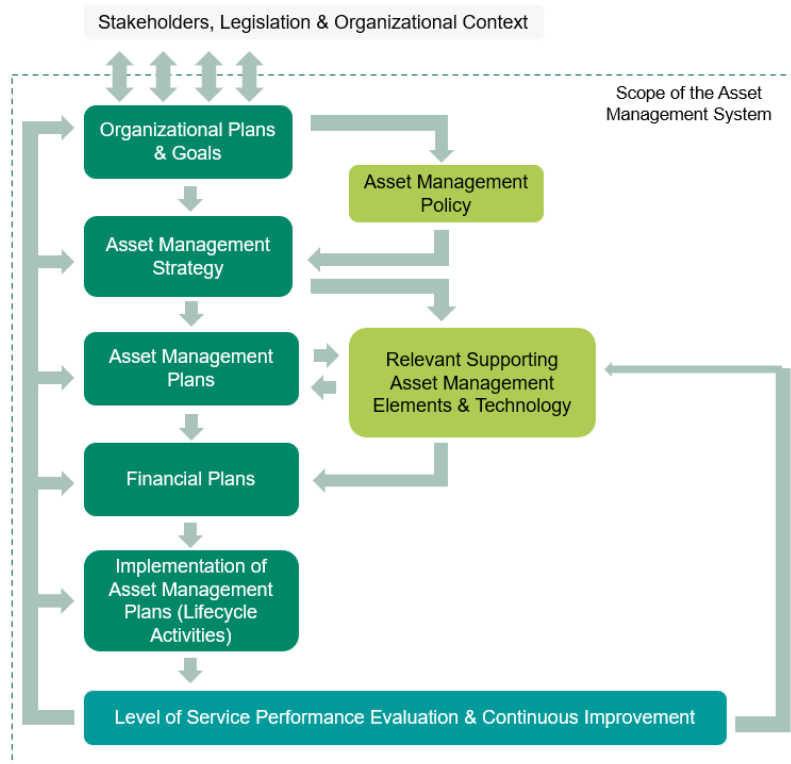 Stakeholders, Legislation & Organizational Context
Scope of the Asset
Management System
Organizational Plans
& Goals
Asset Management
Policy
Asset Management
Strategy
Asset Management
Plans
Relevant Supporting
Asset Management
Elements & Technology
Financial Plans
Implementation of
Asset Management
Plans (Lifecycle
Activities)
Level of Service Performance Evaluation & Continuous Improvement